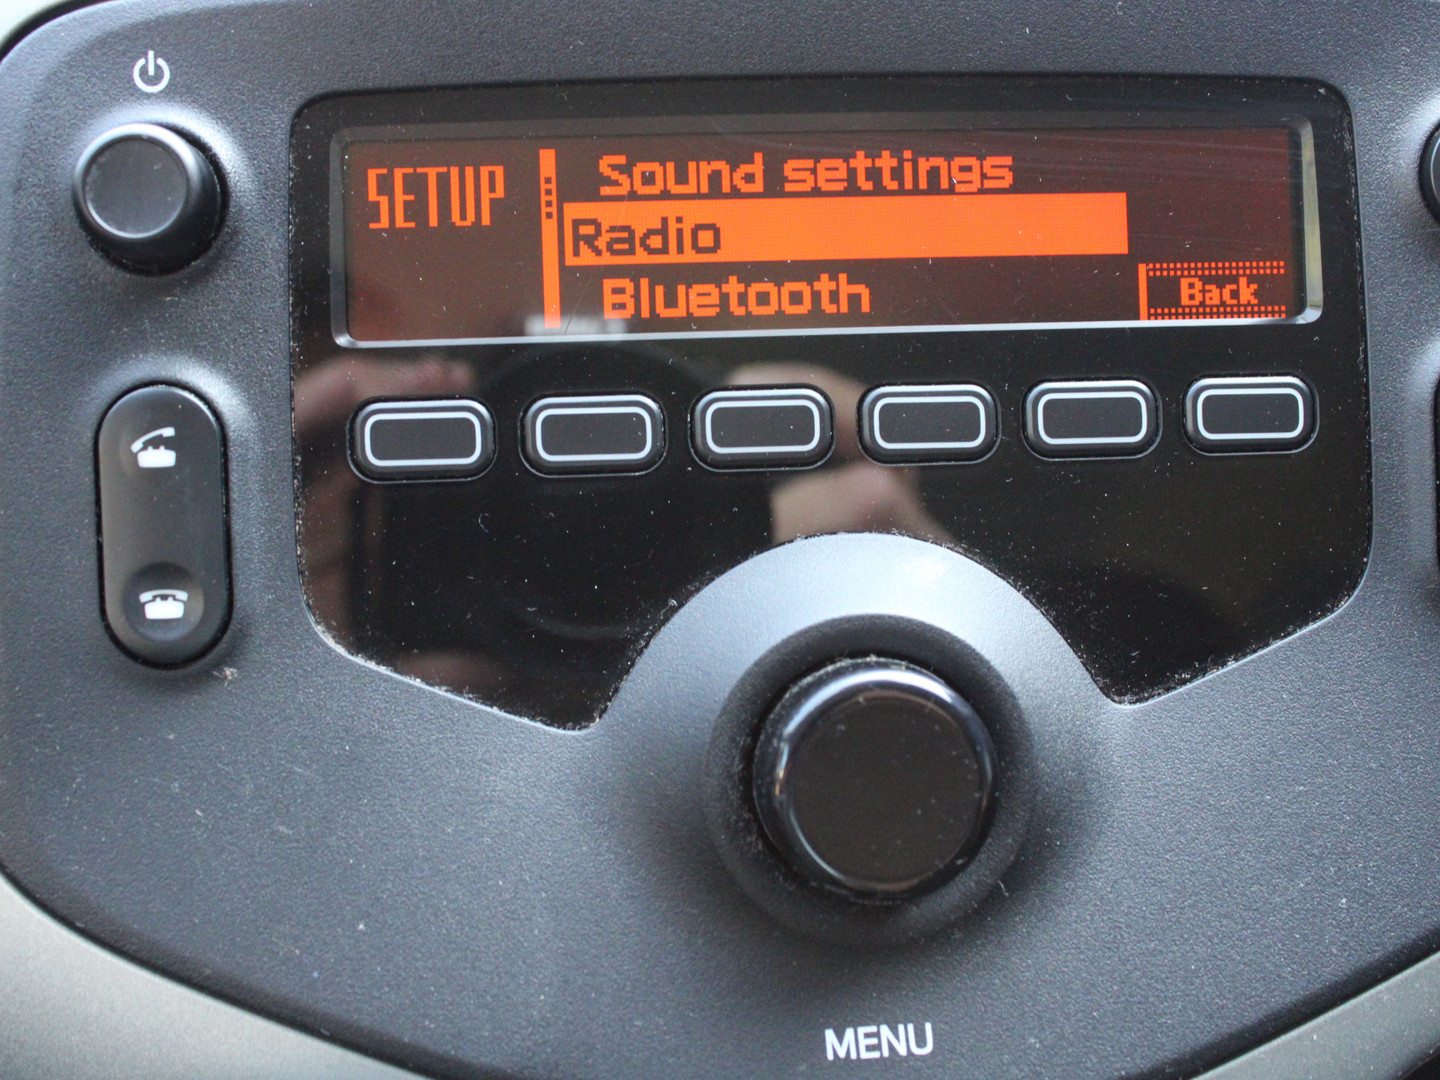 SETUP
Sound settings
Radio
Bluetooth
Back
MENU